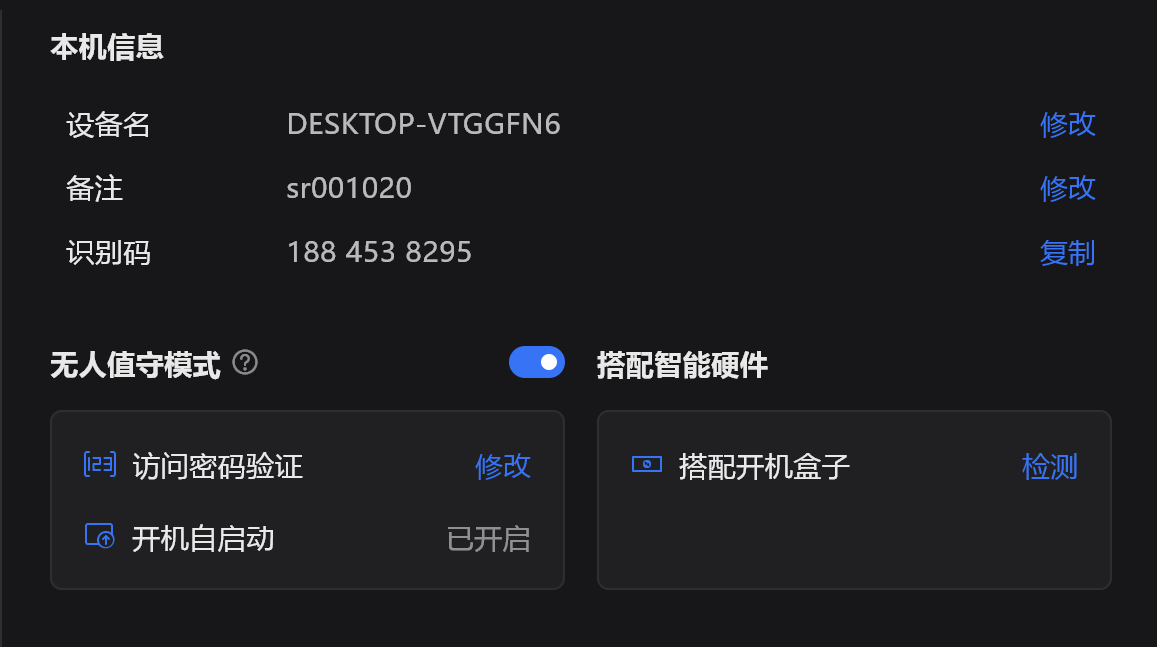 本机信息
设备名 DESKTOP-VTGGFN6 修改
备注 sr001020 修改
识别码 188 453 8295 复制
无人值守模式 ? 搭配智能硬件
123 访问密码验证 修改 搭配开机盒子 检测
开机自启动 已开启